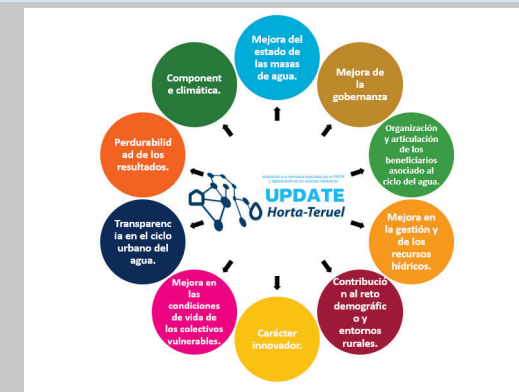 Mejora del
estado de
las masas
de agua.
Mejora de
la
gobernanza
Organización
y articulación
de los
beneficiarios
asociado al
ciclo del agua.
Mejora en
la gestión y
de los
recursos
hídricos.
Contribució
n al reto
demográfic
o y
entornos
rurales.
Carácter
innovador.
Mejora en
las
condiciones
de vida de
los colectivos
vulnerables.
Transparenc
ia en el ciclo
urbano del
agua.
Perdurabilid
ad de los
resultados.
Component
e climática.
UPDATE
Horta-Teruel